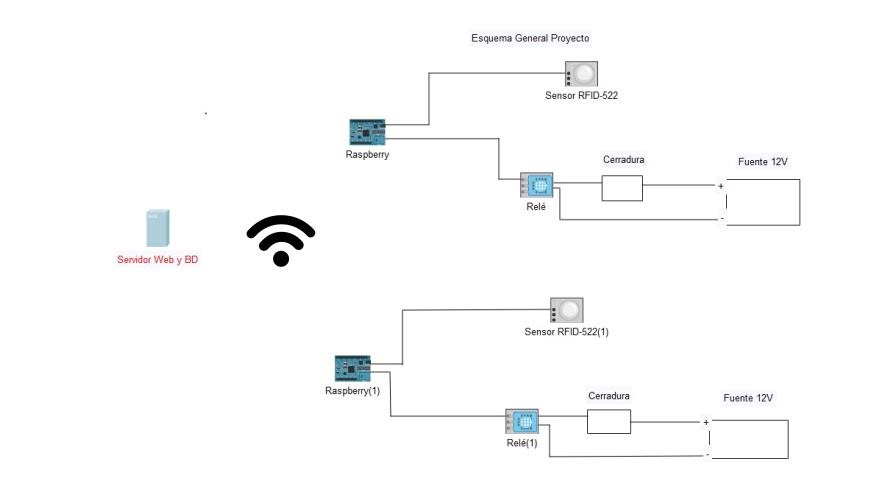 Esquema General Proyecto
Sensor RFID-522
Raspberry
Cerradura
Fuente 12V
+
Relé
-
Servidor Web y BD
Sensor RFID-522(1)
Raspberry(1)
Cerradura
Fuente 12V
+
Relé(1)
-